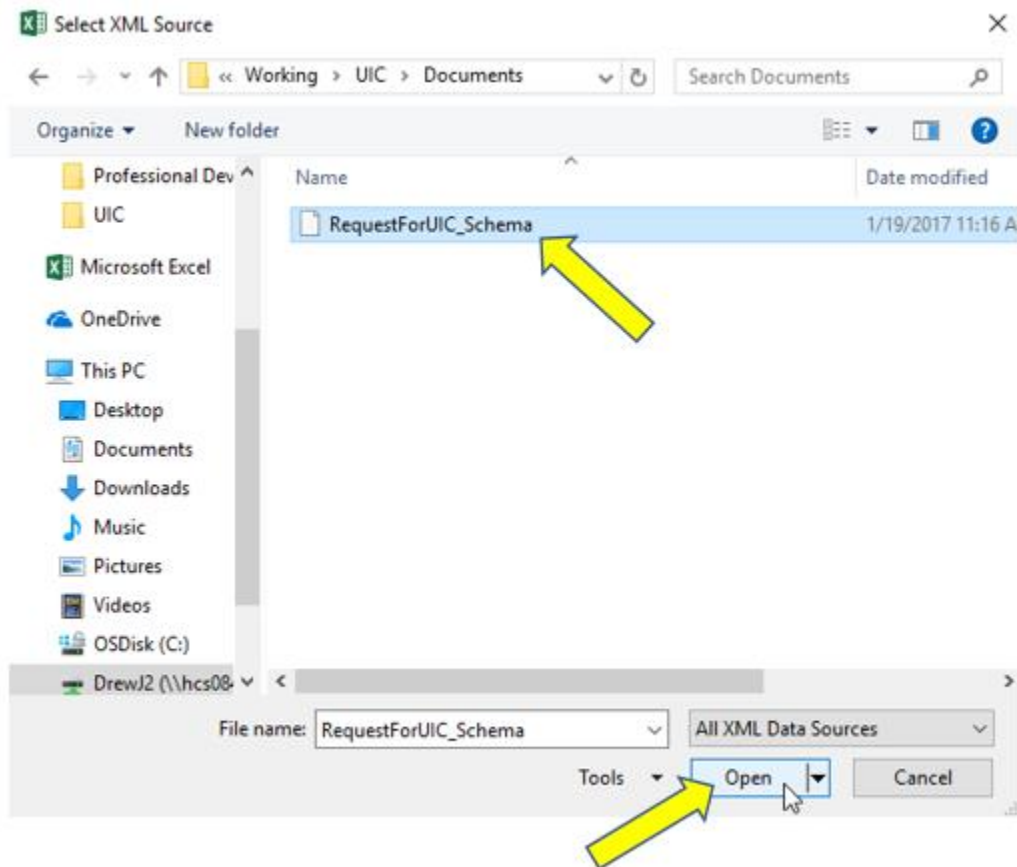 Select XML Source
« Working › UIC › Documents
Search Documents
Organize
New folder
Name
Date modified
Professional Dev
UIC
Microsoft Excel
OneDrive
This PC
Desktop
Documents
Downloads
Music
Pictures
Videos
OSDisk (C:)
DrewJ2 (\\hcs084
RequestForUIC_Schema
1/19/2017 11:16 A
File name: RequestForUIC_Schema
All XML Data Sources
Tools
Open
Cancel